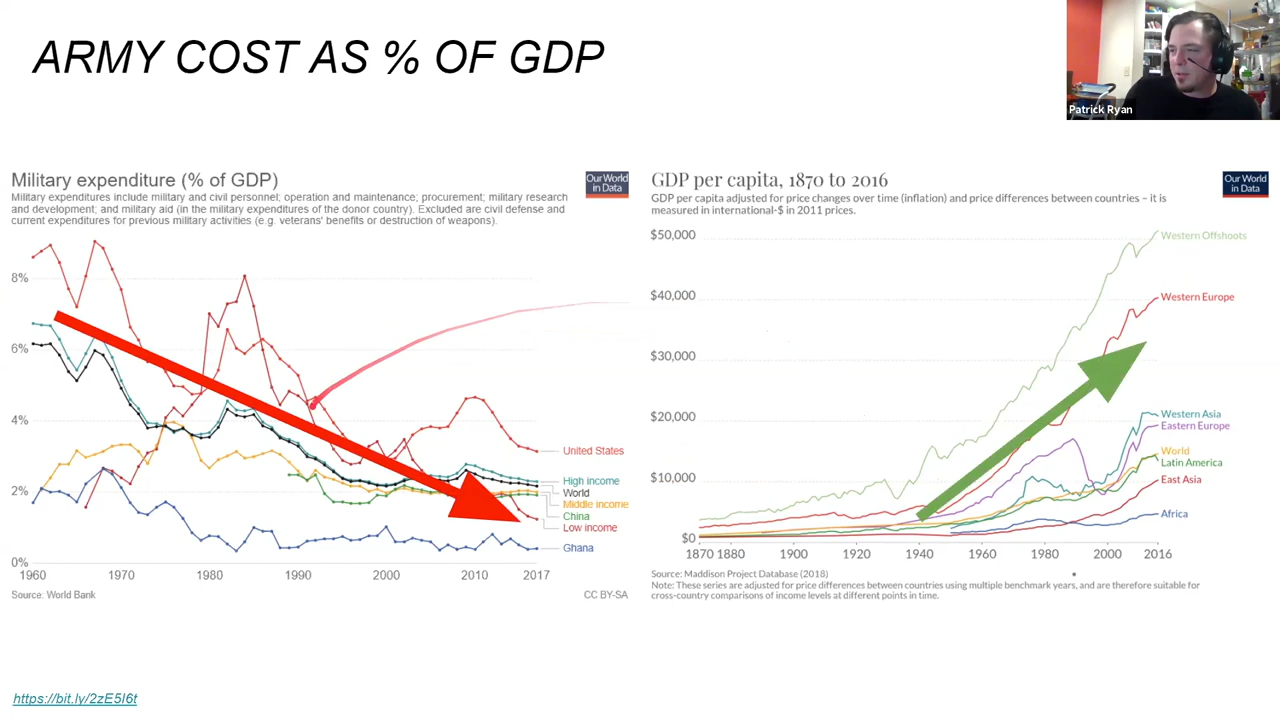 ARMY COST AS % OF GDP
Patrick Ryan
Military expenditure (% of GDP)
Our World
in Data
Military expenditures include military and civil personnel; operation and maintenance; procurement; military research
and development; and military aid (in the military expenditures of the donor country). Excluded are civil defense and
current expenditures for previous military activities (e.g. veterans' benefits or destruction of weapons).
8%
6%
4%
2%
0%
United States
High income
World
Middle income
China
Low income
Ghana
1960 1970 1980 1990 2000 2010 2017
Source: World Bank
CC BY-SA
GDP per capita, 1870 to 2016
Our World
in Data
GDP per capita adjusted for price changes over time (inflation) and price differences between countries – it is
measured in international-$ in 2011 prices.
$50,000
$40,000
$30,000
$20,000
$10,000
$0
Western Offshoots
Western Europe
Western Asia
Eastern Europe
World
Latin America
East Asia
Africa
1870 1880 1900 1920 1940 1960 1980 2000 2016
Source: Maddison Project Database (2018)
Note: These series are adjusted for price differences between countries using multiple benchmark years, and are therefore suitable for
cross-country comparisons of income levels at different points in time.
https://bit.ly/2zE5I6t